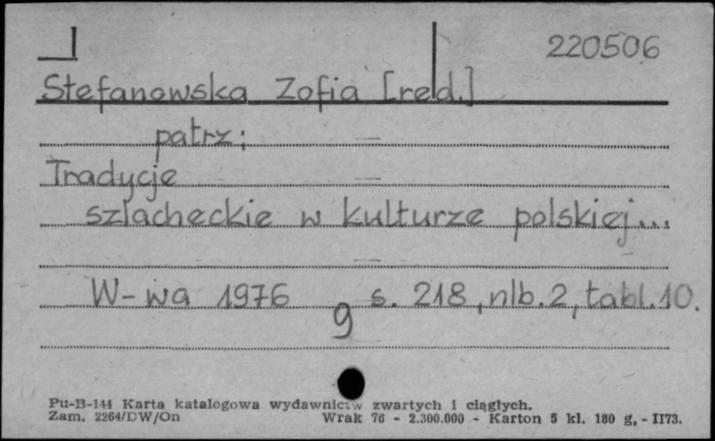 220506
Stefanowska Zofia [red.]
patrz:
Tradycje
szlacheckie w kulturze polskiej...
W-wa 1976 s. 218, nlb. 2, tabl. 10.
9
Pu-B-144 Karta katalogowa wydawnictw zwartych i ciągłych.
Zam. 2264/DW/On Wrak 76 - 2.300.000 - Karton 5 kl. 180 g, - II73.